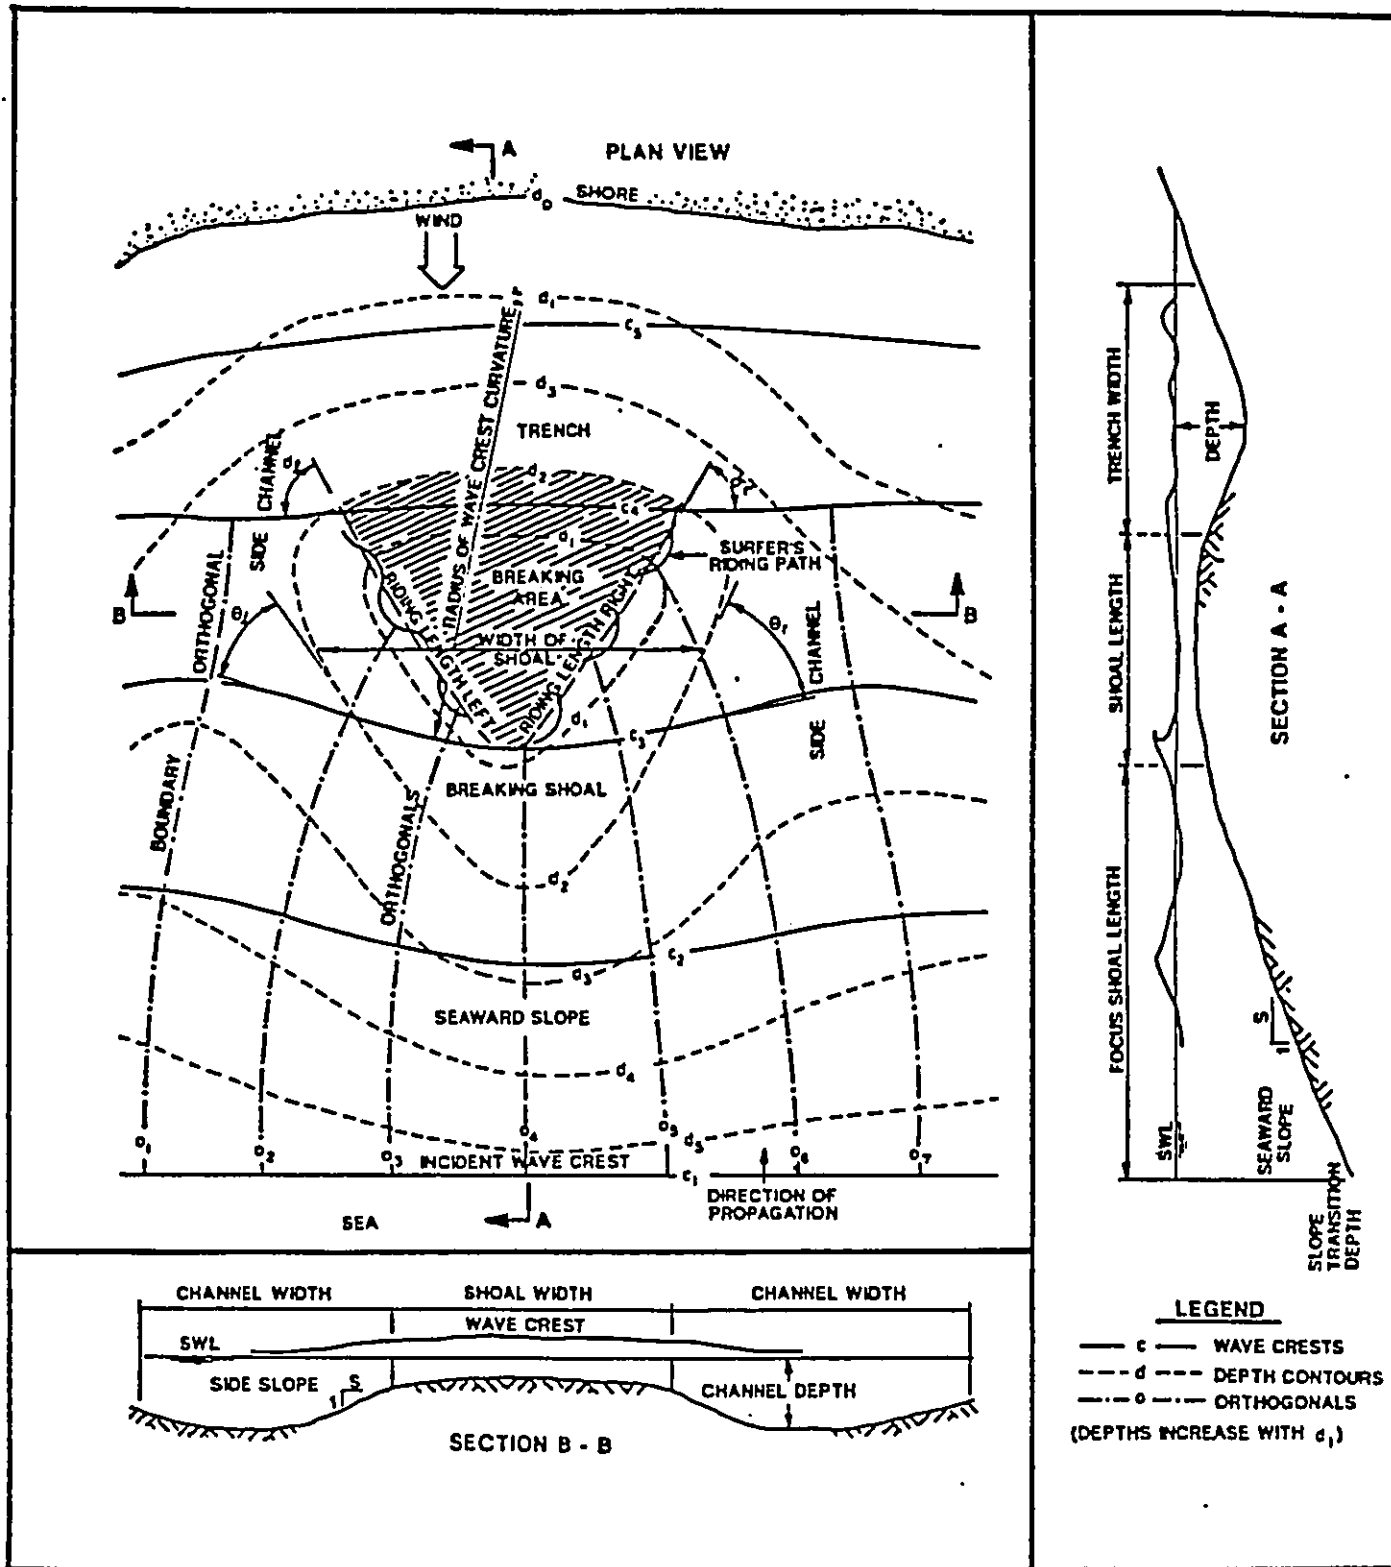 A
PLAN VIEW
d₀
SHORE
WIND
d₁
c₅
RADIUS OF WAVE CREST CURVATURE, r
d₃
TRENCH
SIDE CHANNEL
d₂
c₄
d₁
SURFER'S
RIDING PATH
BREAKING
AREA
B
B
ORTHOGONAL
BOUNDARY
WIDTH OF
SHOAL
RIDING LENGTH LEFT
RIDING LENGTH RIGHT
d₁
c₃
SIDE CHANNEL
BREAKING SHOAL
ORTHOGONALS
d₂
c₂
d₃
SEAWARD SLOPE
d₄
d₅
o₁
o₂
o₃
o₄
o₅
o₆
o₇
INCIDENT WAVE CREST
c₁
DIRECTION OF
PROPAGATION
SEA
A
CHANNEL WIDTH
SHOAL WIDTH
CHANNEL WIDTH
WAVE CREST
SWL
SIDE SLOPE
S
1
CHANNEL DEPTH
SECTION B - B
TRENCH WIDTH
DEPTH
SHOAL LENGTH
SECTION A - A
FOCUS SHOAL LENGTH
S
1
SWL
SEAWARD
SLOPE
SLOPE
TRANSITION
DEPTH
LEGEND
c WAVE CRESTS
d DEPTH CONTOURS
o ORTHOGONALS
(DEPTHS INCREASE WITH d₁)